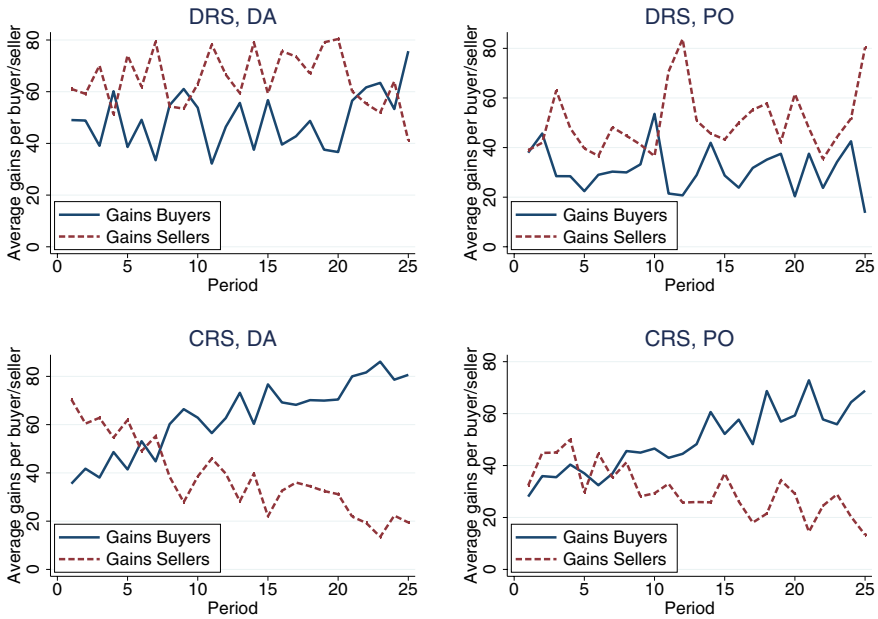 DRS, DA
Average gains per buyer/seller
80
60
40
20
0
Gains Buyers
Gains Sellers
0 5 10 15 20 25
Period
DRS, PO
Average gains per buyer/seller
80
60
40
20
0
Gains Buyers
Gains Sellers
0 5 10 15 20 25
Period
CRS, DA
Average gains per buyer/seller
80
60
40
20
0
Gains Buyers
Gains Sellers
0 5 10 15 20 25
Period
CRS, PO
Average gains per buyer/seller
80
60
40
20
0
Gains Buyers
Gains Sellers
0 5 10 15 20 25
Period